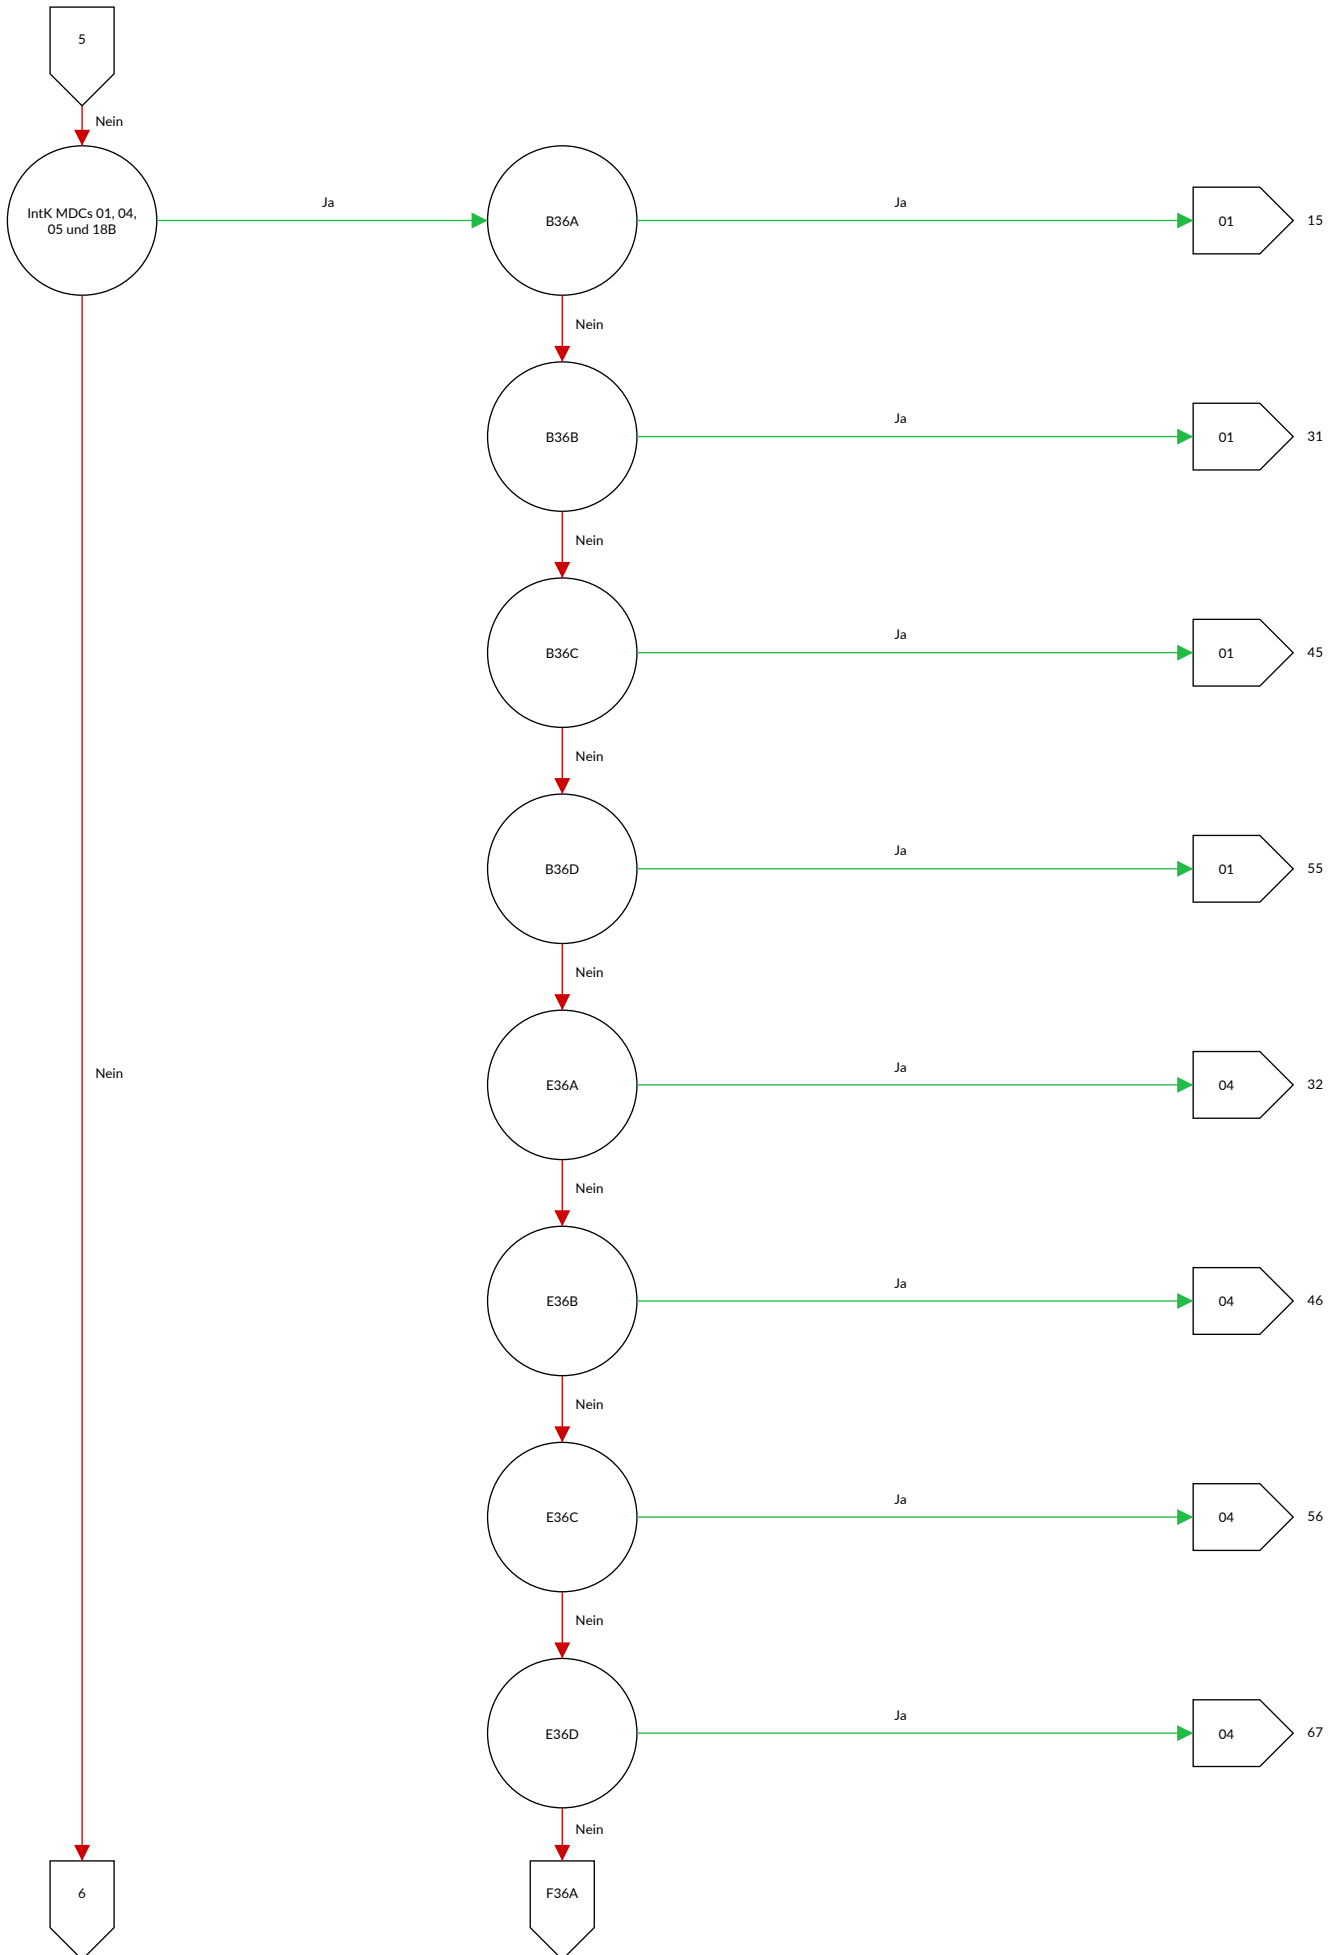 5
Nein
IntK MDCs 01, 04,
05 und 18B
Ja
B36A
Ja
01
15
Nein
B36B
Ja
01
31
Nein
B36C
Ja
01
45
Nein
B36D
Ja
01
55
Nein
E36A
Ja
04
32
Nein
Nein
E36B
Ja
04
46
Nein
E36C
Ja
04
56
Nein
E36D
Ja
04
67
Nein
6
F36A